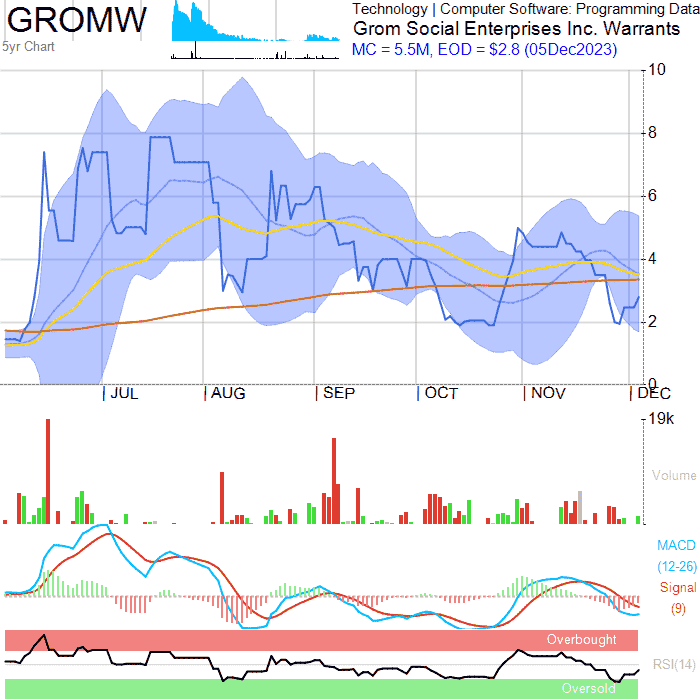 GROMW
5yr Chart
Technology | Computer Software: Programming Data
Grom Social Enterprises Inc. Warrants
MC = 5.5M, EOD = $2.8 (05Dec2023)
10
8
6
4
2
0
JUL AUG SEP OCT NOV DEC
19k
Volume
MACD
(12-26)
Signal
(9)
Overbought
RSI(14)
Oversold